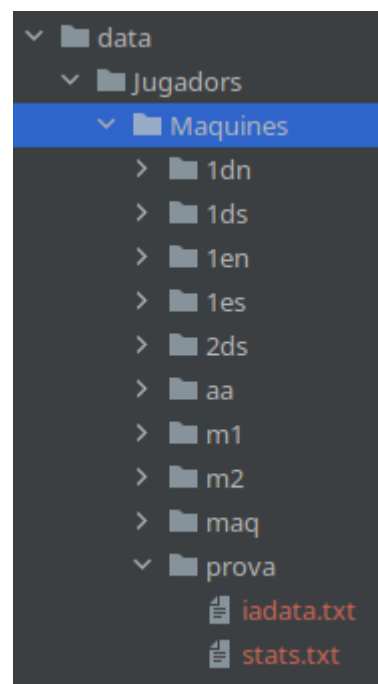 data
Jugadors
Maquines
1dn
1ds
1en
1es
2ds
aa
m1
m2
maq
prova
iadata.txt
stats.txt